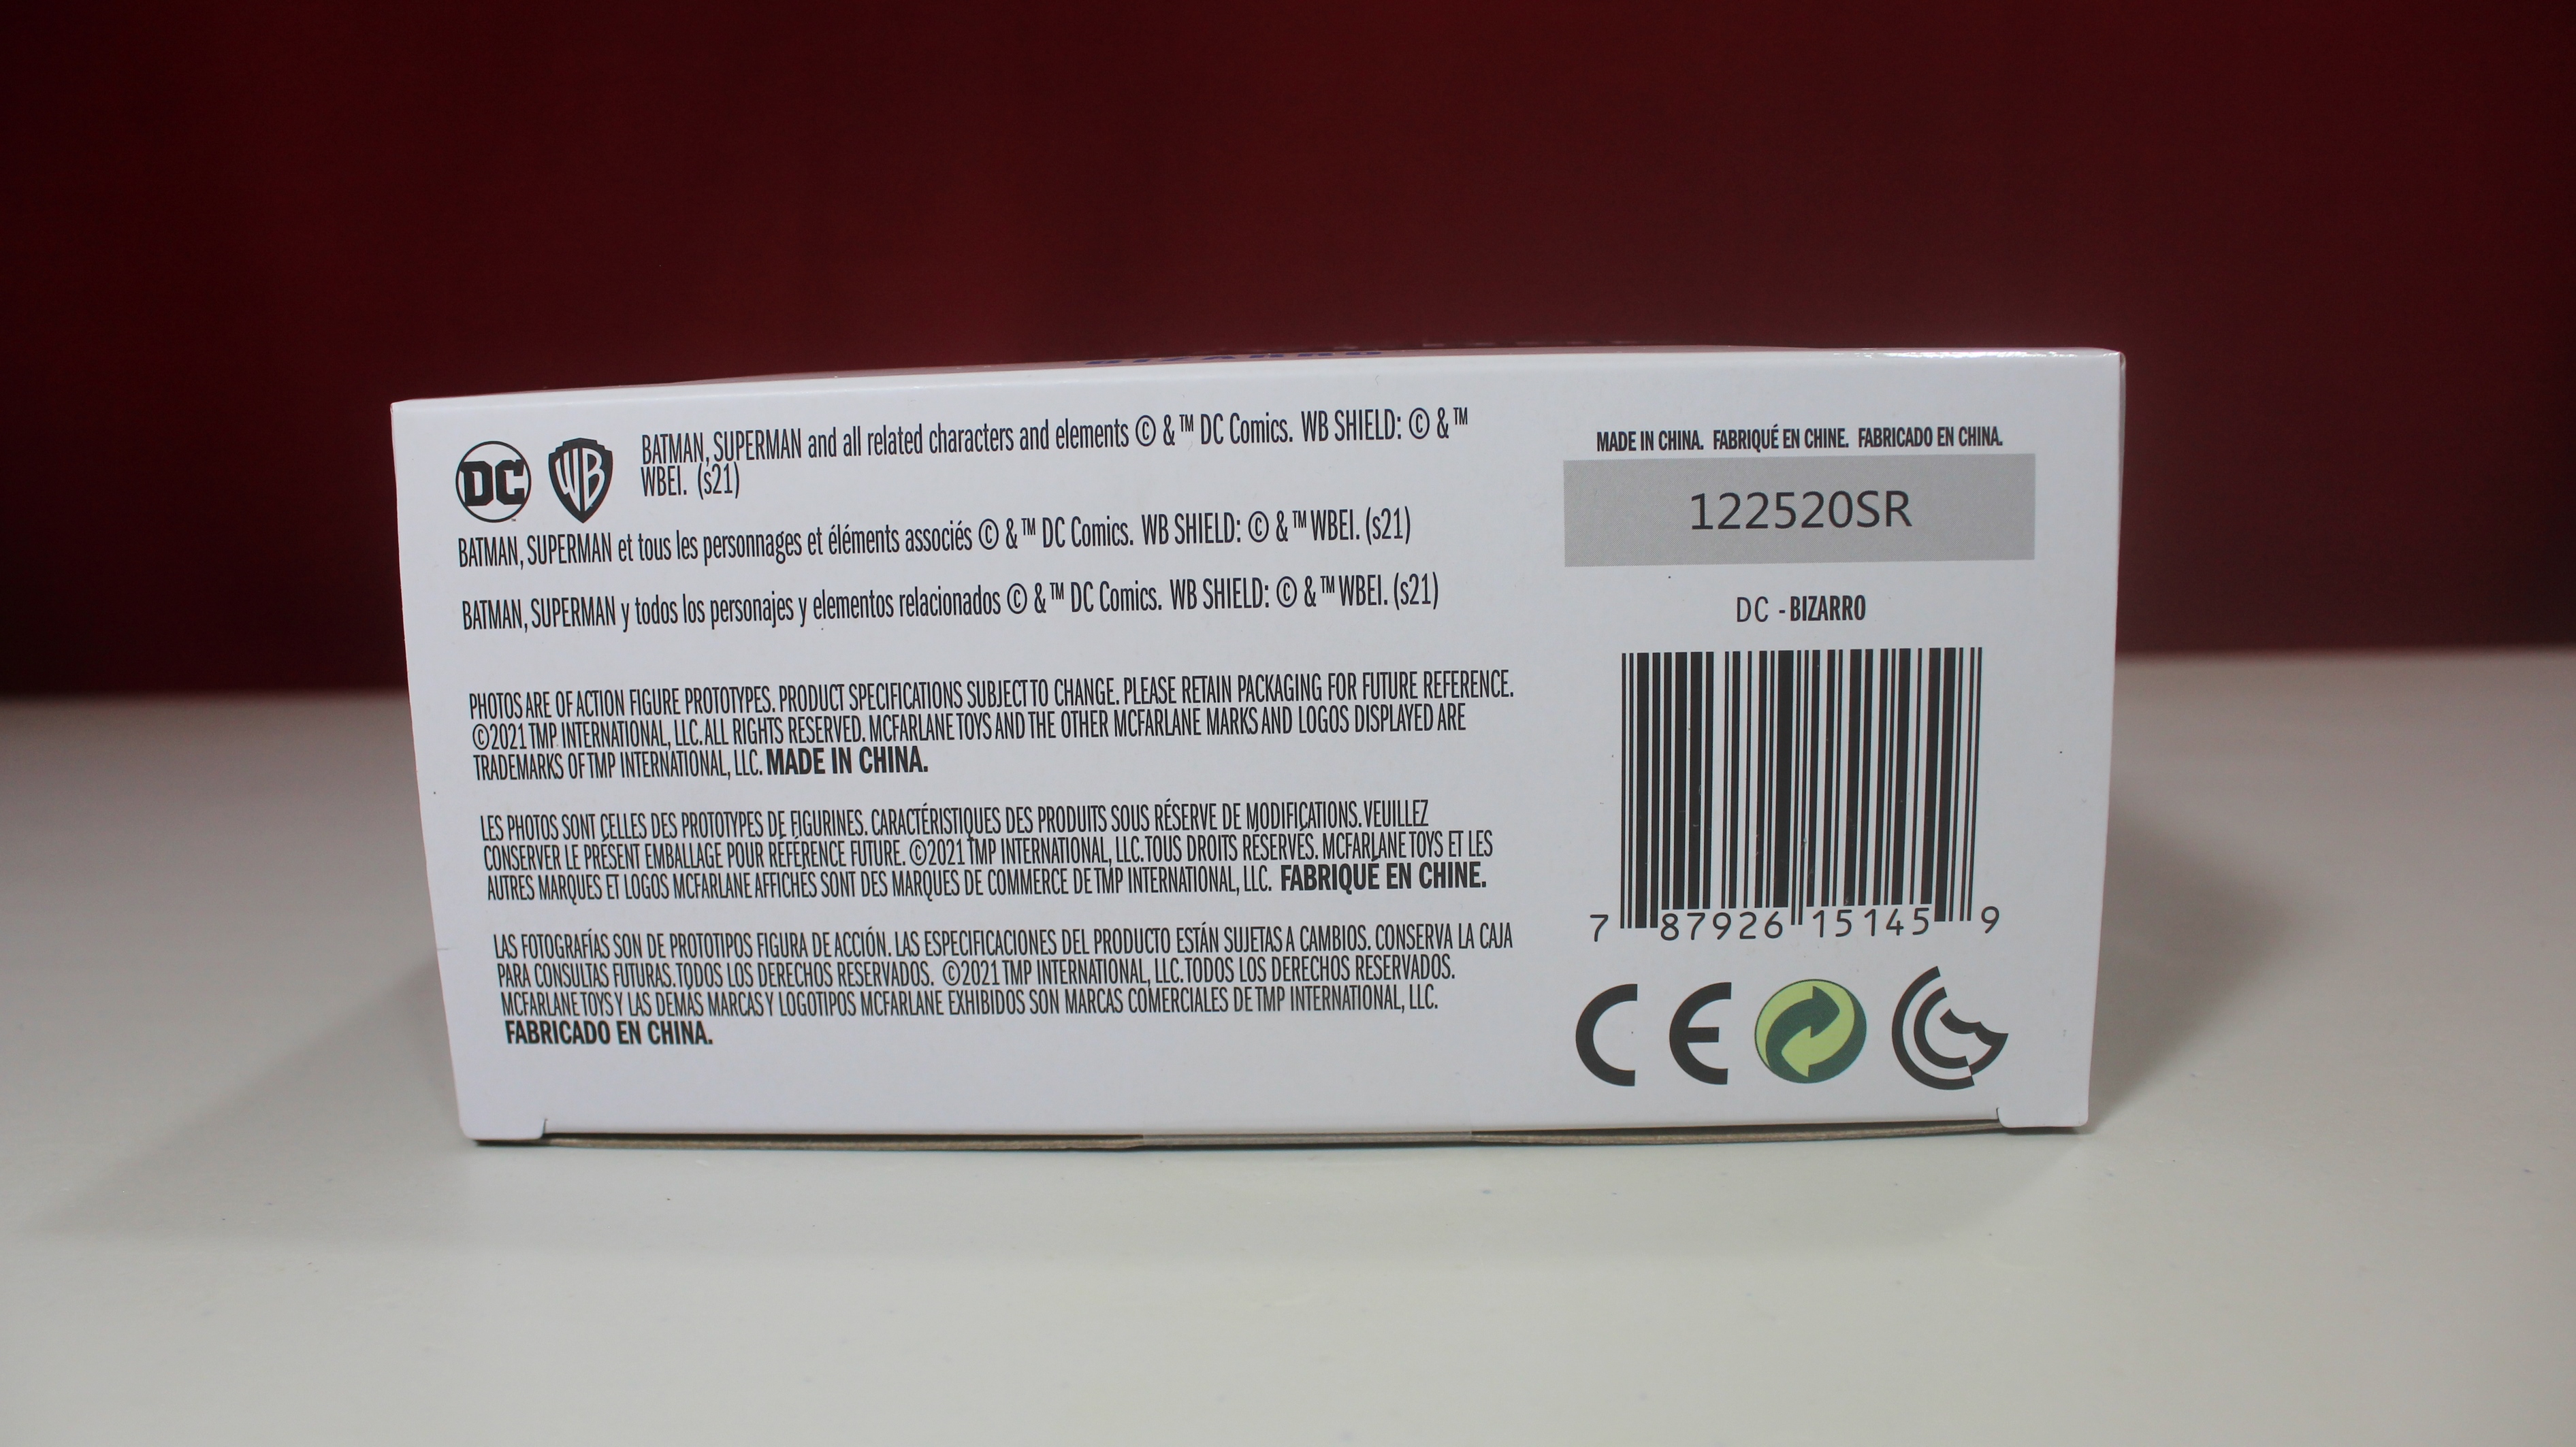 BIZARRO
DC
WB
BATMAN, SUPERMAN and all related characters and elements © & ™ DC Comics. WB SHIELD: © & ™
WBEI. (s21)
BATMAN, SUPERMAN et tous les personnages et éléments associés © & ™ DC Comics. WB SHIELD: © & ™ WBEI. (s21)
BATMAN, SUPERMAN y todos los personajes y elementos relacionados © & ™ DC Comics. WB SHIELD: © & ™ WBEI. (s21)
PHOTOS ARE OF ACTION FIGURE PROTOTYPES. PRODUCT SPECIFICATIONS SUBJECT TO CHANGE. PLEASE RETAIN PACKAGING FOR FUTURE REFERENCE.
©2021 TMP INTERNATIONAL, LLC. ALL RIGHTS RESERVED. MCFARLANE TOYS AND THE OTHER MCFARLANE MARKS AND LOGOS DISPLAYED ARE
TRADEMARKS OF TMP INTERNATIONAL, LLC. MADE IN CHINA.
LES PHOTOS SONT CELLES DES PROTOTYPES DE FIGURINES. CARACTÉRISTIQUES DES PRODUITS SOUS RÉSERVE DE MODIFICATIONS. VEUILLEZ
CONSERVER LE PRÉSENT EMBALLAGE POUR RÉFÉRENCE FUTURE. ©2021 TMP INTERNATIONAL, LLC. TOUS DROITS RÉSERVÉS. MCFARLANE TOYS ET LES
AUTRES MARQUES ET LOGOS MCFARLANE AFFICHÉS SONT DES MARQUES DE COMMERCE DE TMP INTERNATIONAL, LLC. FABRIQUÉ EN CHINE.
LAS FOTOGRAFÍAS SON DE PROTOTIPOS FIGURA DE ACCIÓN. LAS ESPECIFICACIONES DEL PRODUCTO ESTÁN SUJETAS A CAMBIOS. CONSERVA LA CAJA
PARA CONSULTAS FUTURAS. TODOS LOS DERECHOS RESERVADOS. ©2021 TMP INTERNATIONAL, LLC. TODOS LOS DERECHOS RESERVADOS.
MCFARLANE TOYS Y LAS DEMÁS MARCAS Y LOGOTIPOS MCFARLANE EXHIBIDOS SON MARCAS COMERCIALES DE TMP INTERNATIONAL, LLC.
FABRICADO EN CHINA.
MADE IN CHINA. FABRIQUÉ EN CHINE. FABRICADO EN CHINA.
122520SR
DC - BIZARRO
7 87926 15145 9
CE